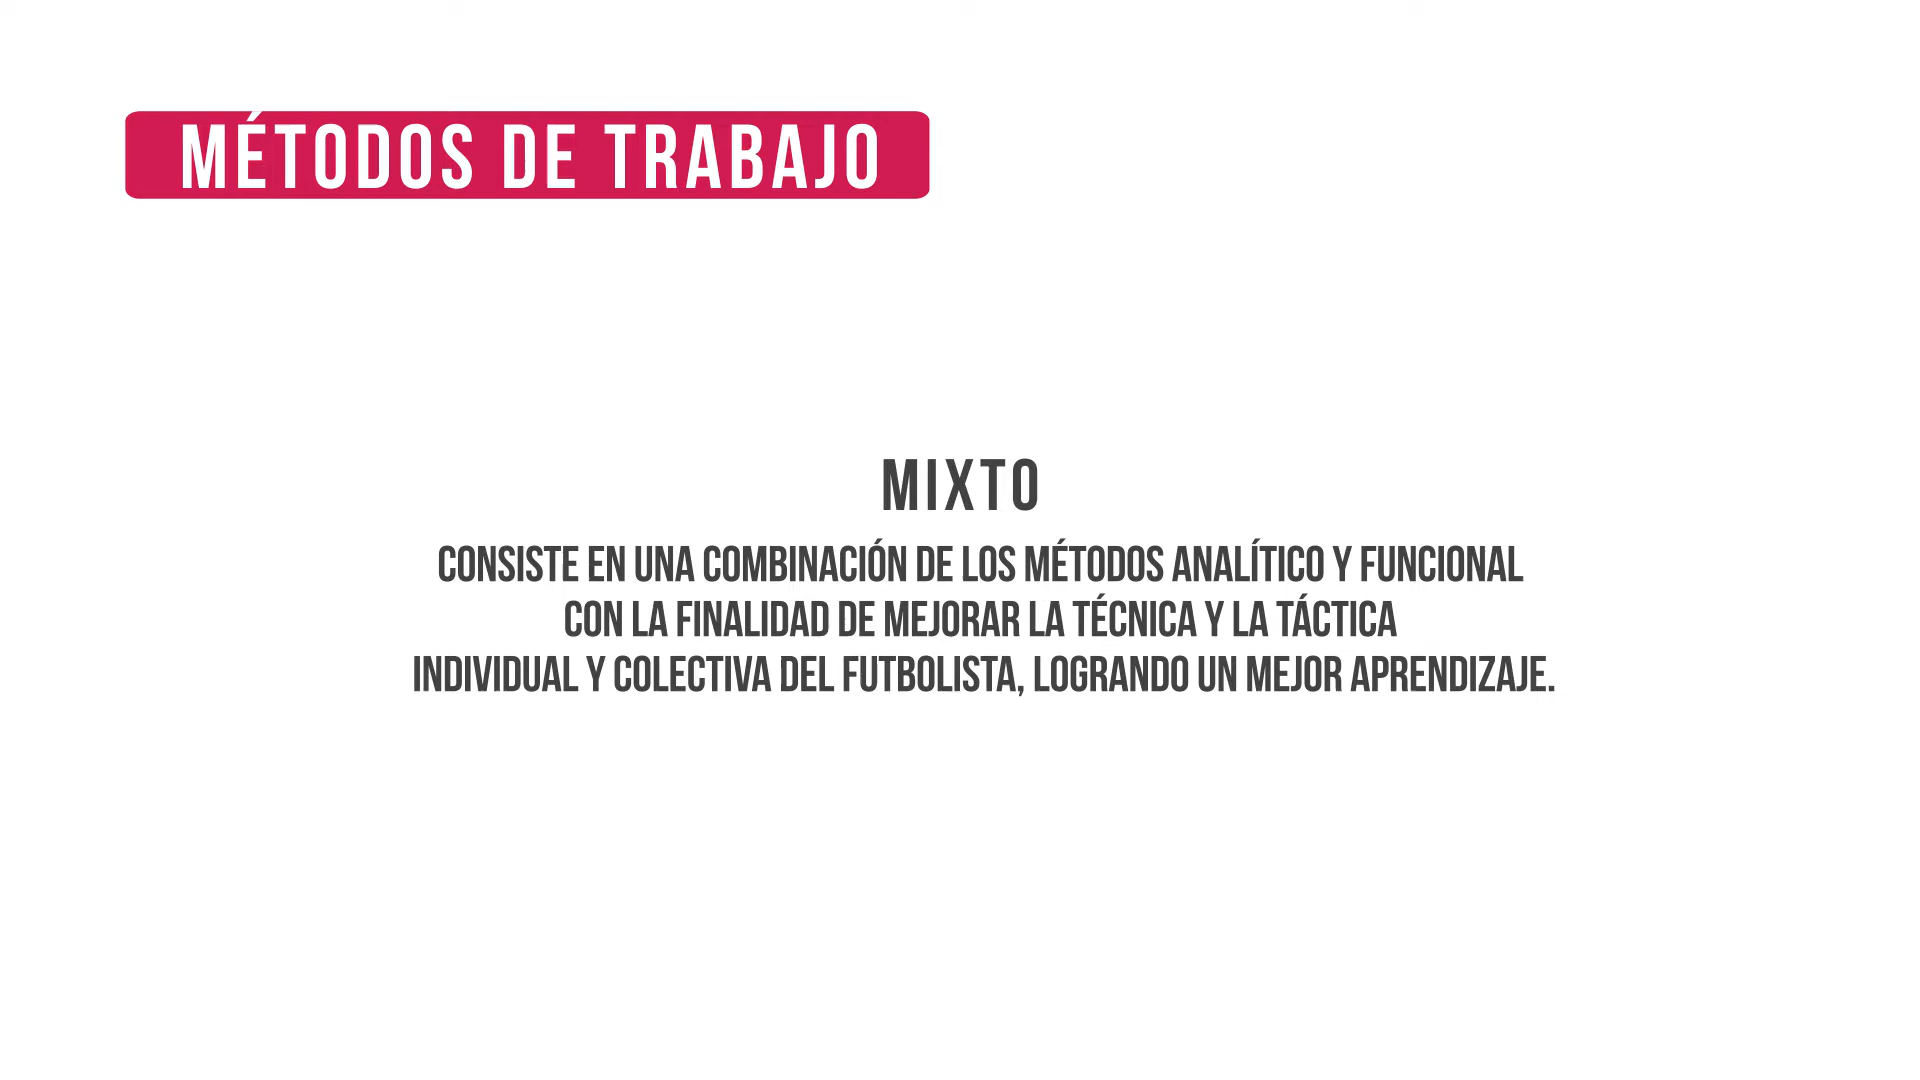 MÉTODOS DE TRABAJO
MIXTO
CONSISTE EN UNA COMBINACIÓN DE LOS MÉTODOS ANALÍTICO Y FUNCIONAL
CON LA FINALIDAD DE MEJORAR LA TÉCNICA Y LA TÁCTICA
INDIVIDUAL Y COLECTIVA DEL FUTBOLISTA, LOGRANDO UN MEJOR APRENDIZAJE.